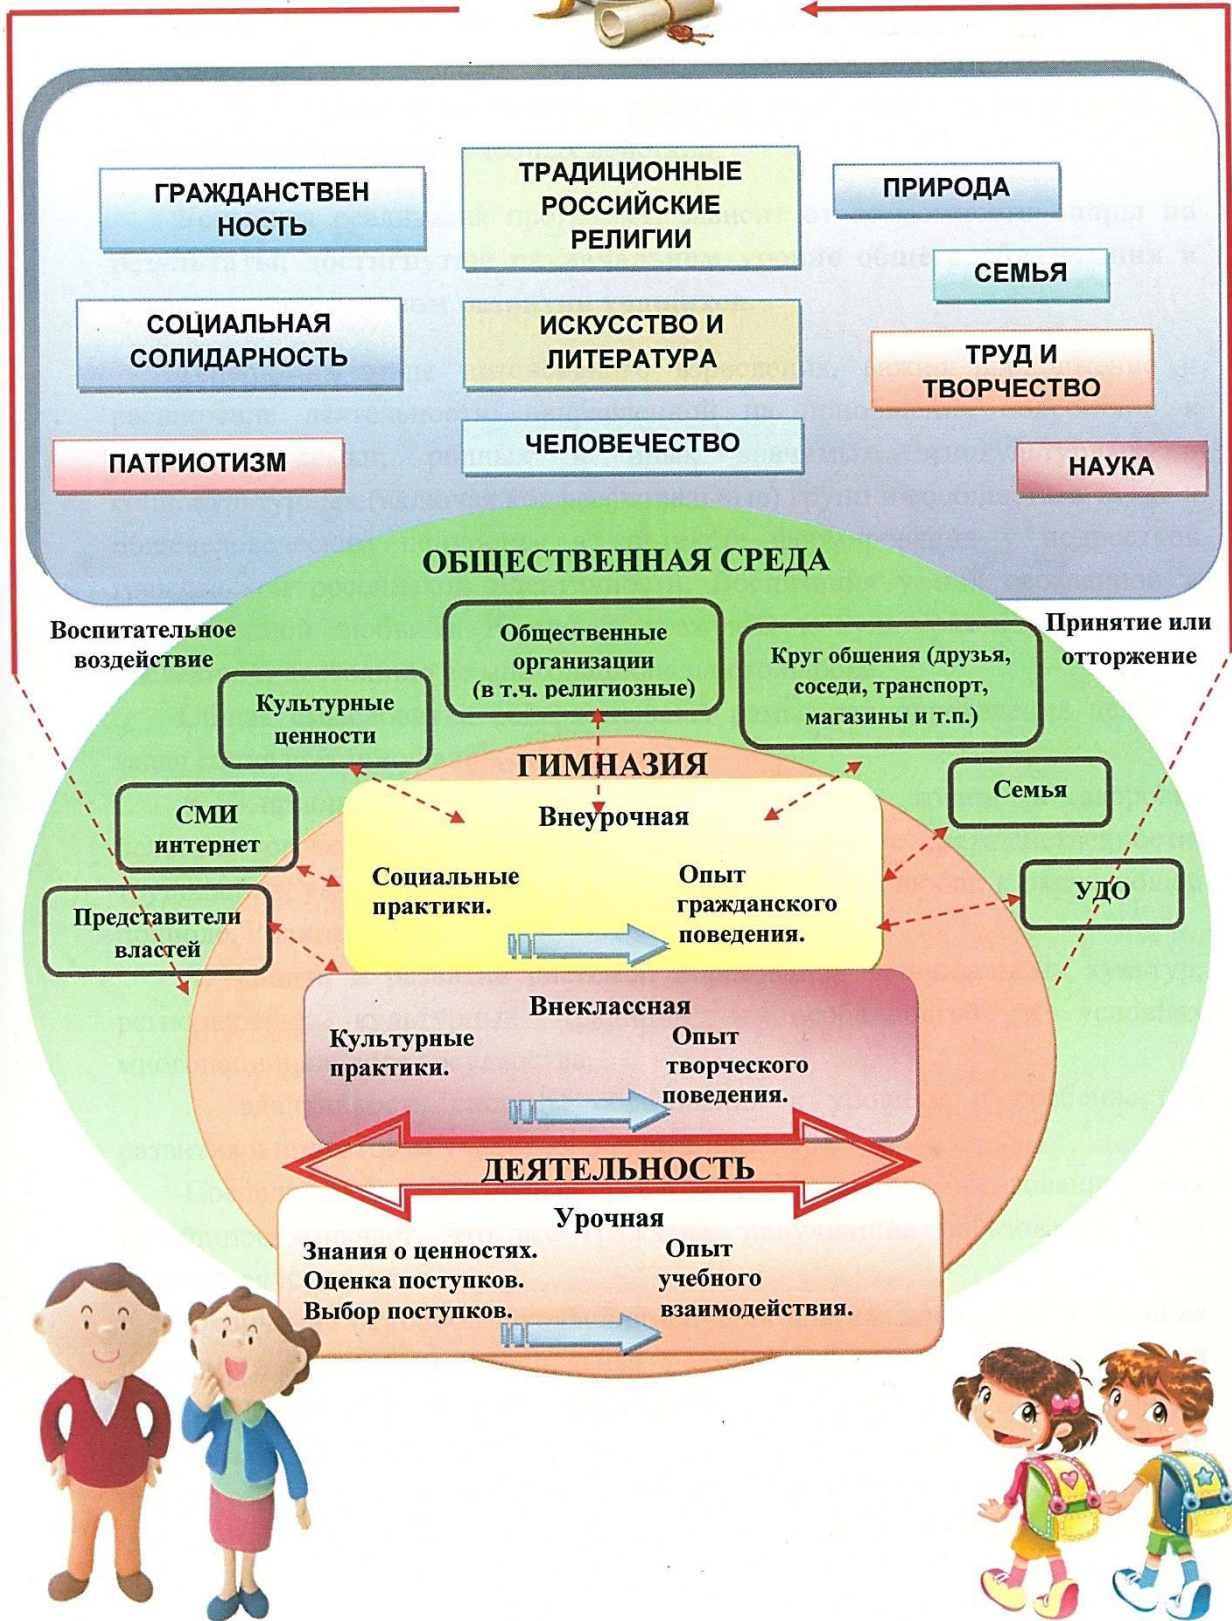 ГРАЖДАНСТВЕН
НОСТЬ
ТРАДИЦИОННЫЕ
РОССИЙСКИЕ
РЕЛИГИИ
ПРИРОДА
СЕМЬЯ
СОЦИАЛЬНАЯ
СОЛИДАРНОСТЬ
ИСКУССТВО И
ЛИТЕРАТУРА
ТРУД И
ТВОРЧЕСТВО
ПАТРИОТИЗМ
ЧЕЛОВЕЧЕСТВО
НАУКА
ОБЩЕСТВЕННАЯ СРЕДА
Воспитательное
воздействие
Принятие или
отторжение
Общественные
организации
(в т.ч. религиозные)
Круг общения (друзья,
соседи, транспорт,
магазины и т.п.)
Культурные
ценности
СМИ
интернет
Представители
властей
Семья
УДО
ГИМНАЗИЯ
Внеурочная
Социальные
практики.
Опыт
гражданского
поведения.
Внеклассная
Культурные
практики.
Опыт
творческого
поведения.
ДЕЯТЕЛЬНОСТЬ
Урочная
Знания о ценностях.
Оценка поступков.
Выбор поступков.
Опыт
учебного
взаимодействия.